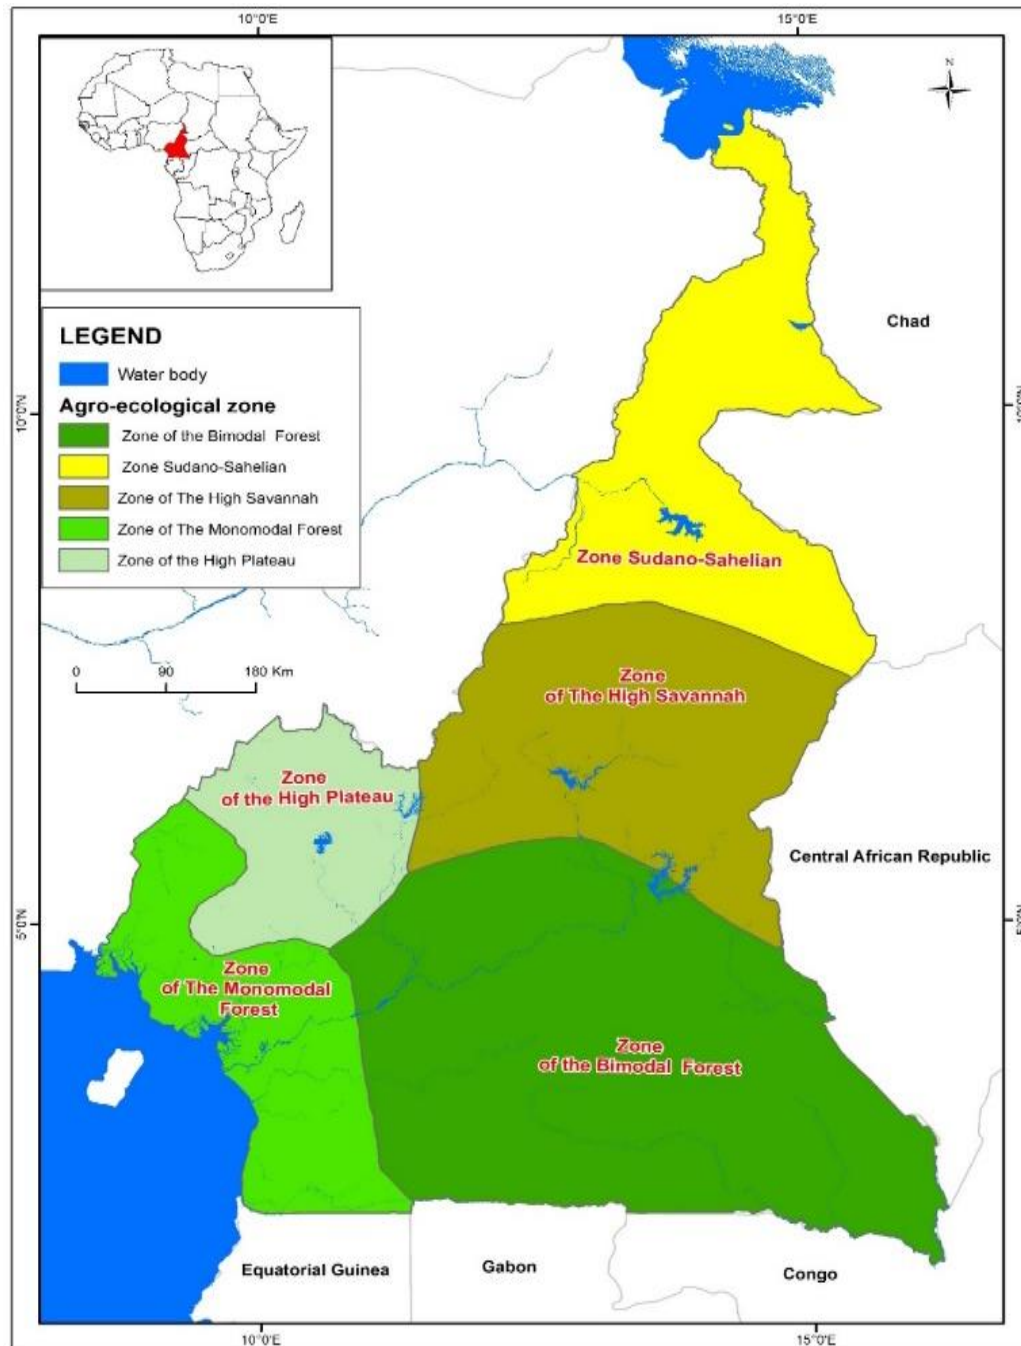 10°0'E
15°0'E
N
LEGEND
Water body
Agro-ecological zone
Zone of the Bimodal Forest
Zone Sudano-Sahelian
Zone of The High Savannah
Zone of The Monomodal Forest
Zone of the High Plateau
0 90 180 Km
10°0'N
10°0'N
Chad
Zone Sudano-Sahelian
Zone
of The High Savannah
Zone
of the High Plateau
Central African Republic
5°0'N
5°0'N
Zone
of The Monomodal
Forest
Zone
of the Bimodal Forest
Equatorial Guinea
Gabon
Congo
10°0'E
15°0'E